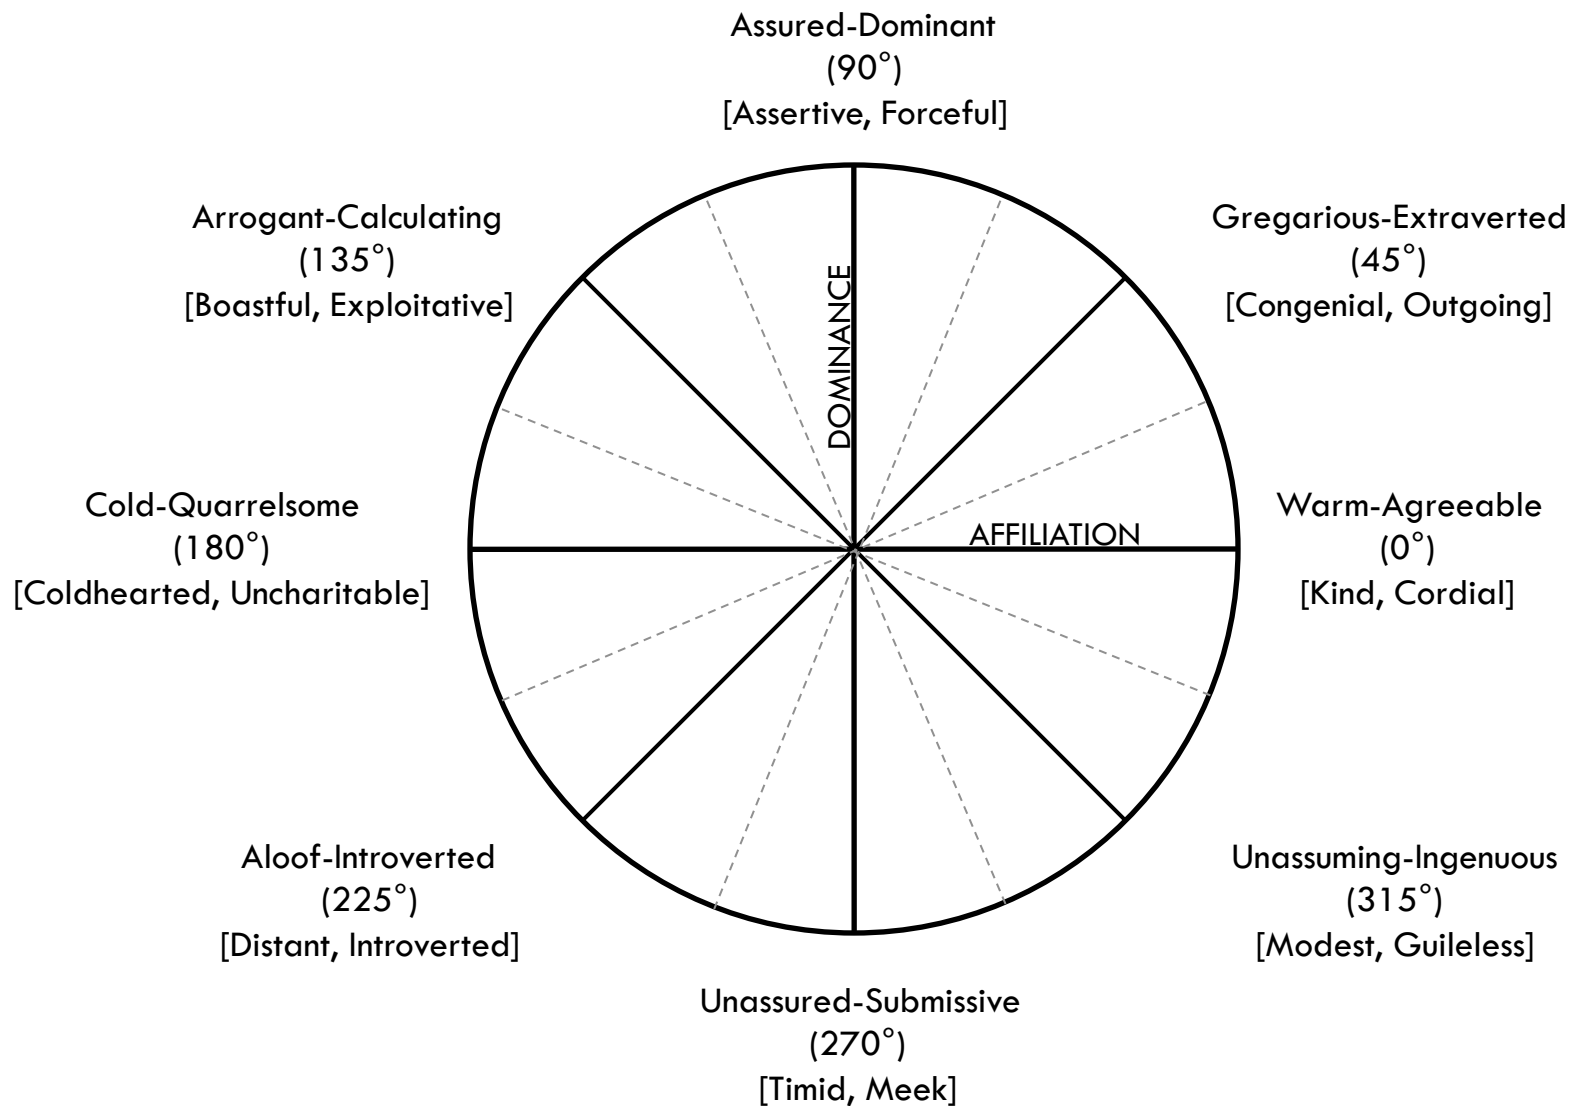 Assured-Dominant
(90°)
[Assertive, Forceful]
Arrogant-Calculating
(135°)
[Boastful, Exploitative]
Gregarious-Extraverted
(45°)
[Congenial, Outgoing]
DOMINANCE
Cold-Quarrelsome
(180°)
[Coldhearted, Uncharitable]
AFFILIATION
Warm-Agreeable
(0°)
[Kind, Cordial]
Aloof-Introverted
(225°)
[Distant, Introverted]
Unassuming-Ingenuous
(315°)
[Modest, Guileless]
Unassured-Submissive
(270°)
[Timid, Meek]